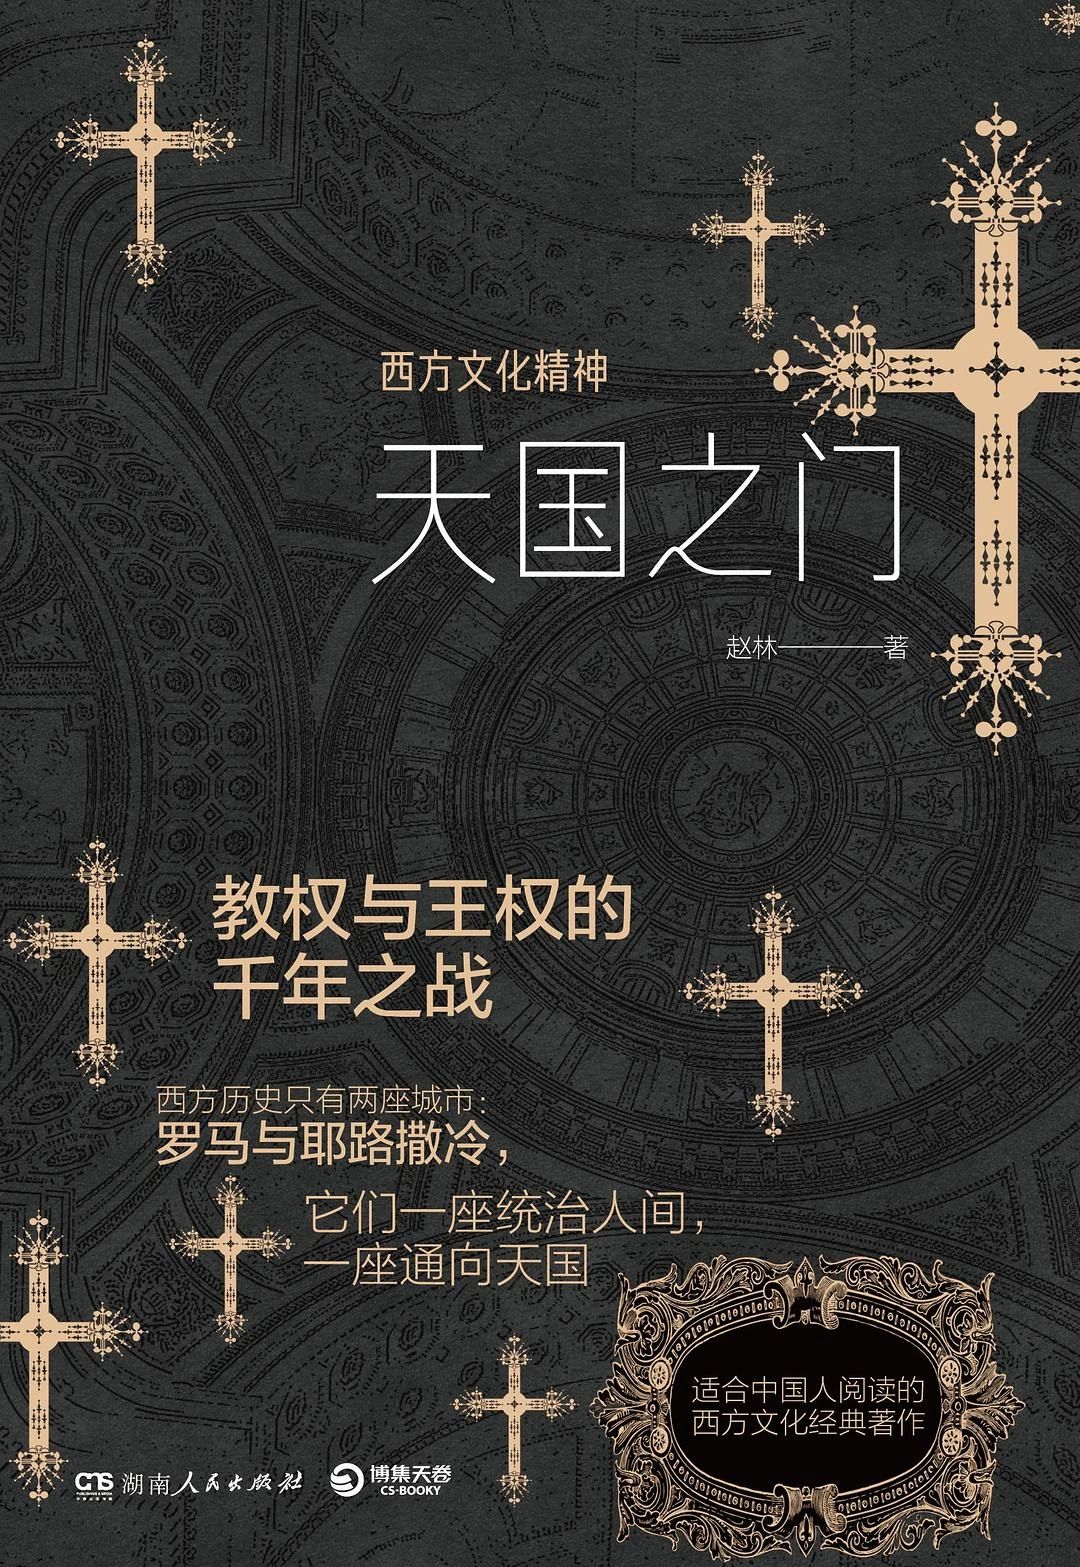 西方文化精神
天国之门
赵林————著
教权与王权的
千年之战
西方历史只有两座城市：
罗马与耶路撒冷，
它们一座统治人间，
一座通向天国
适合中国人阅读的
西方文化经典著作
湖南人民出版社
博集天卷
CS-BOOKY